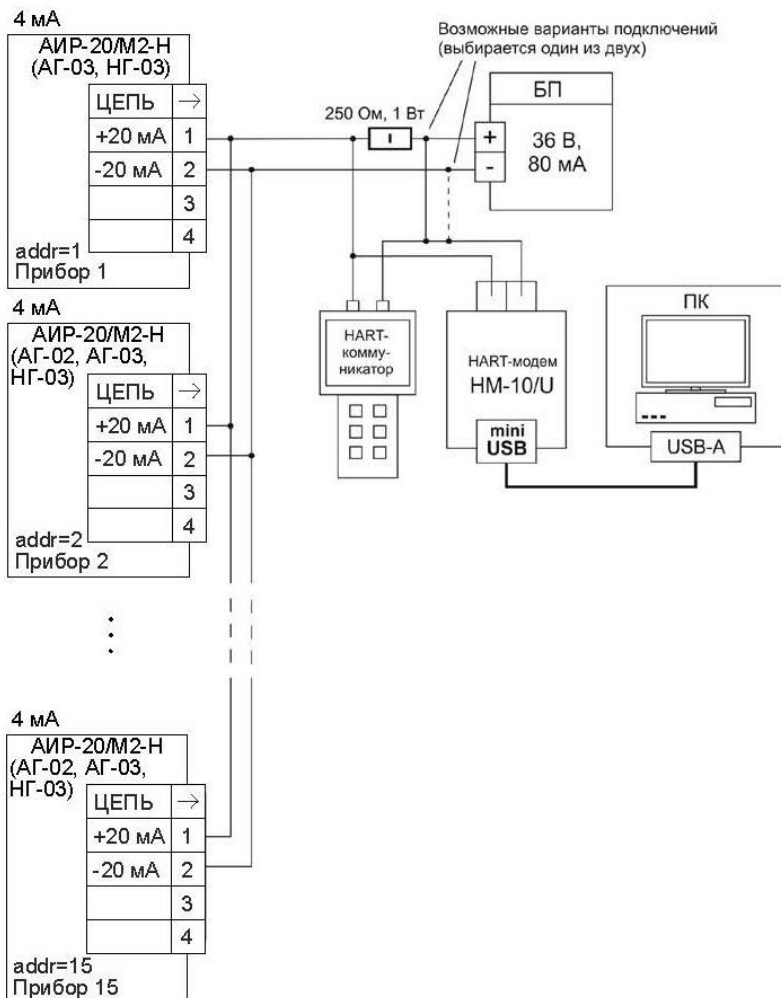 4 мА
АИР-20/М2-Н
(АГ-03, НГ-03)
ЦЕПЬ →
+20 мА 1
-20 мА 2
3
4
addr=1
Прибор 1
Возможные варианты подключений
(выбирается один из двух)
250 Ом, 1 Вт
БП
+
-
36 В,
80 мА
HART-
комму-
никатор
HART-модем
НМ-10/U
mini
USB
ПК
USB-A
4 мА
АИР-20/М2-Н
(АГ-02, АГ-03,
НГ-03)
ЦЕПЬ →
+20 мА 1
-20 мА 2
3
4
addr=2
Прибор 2
4 мА
АИР-20/М2-Н
(АГ-02, АГ-03,
НГ-03)
ЦЕПЬ →
+20 мА 1
-20 мА 2
3
4
addr=15
Прибор 15